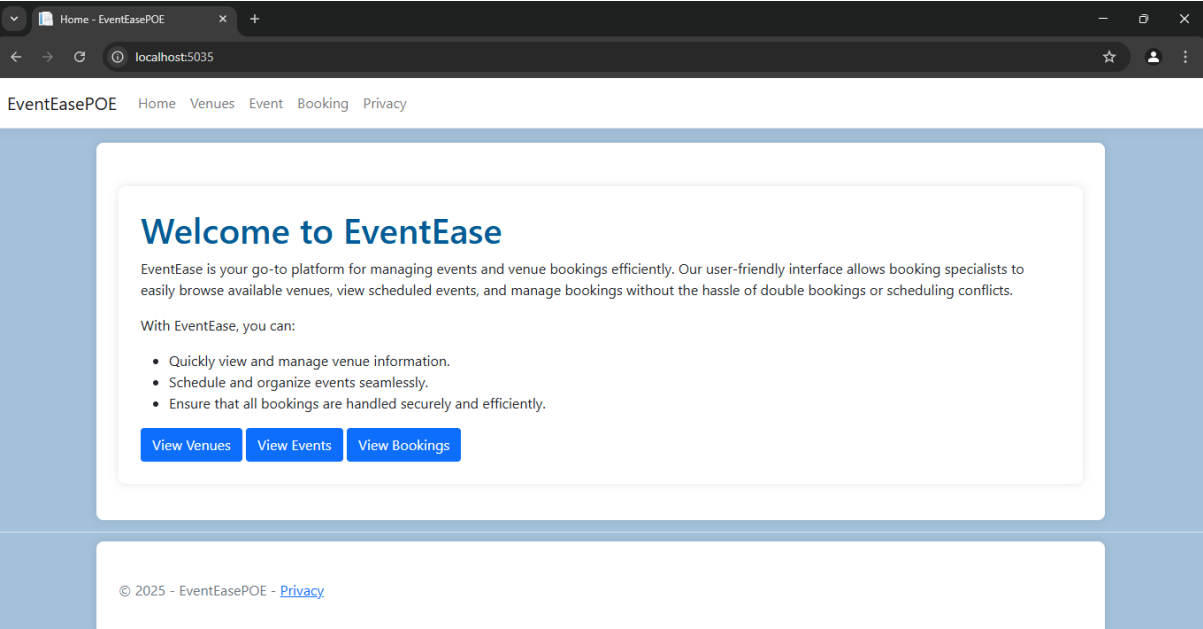 Home - EventEasePOE
localhost:5035
EventEasePOE Home Venues Event Booking Privacy
Welcome to EventEase
EventEase is your go-to platform for managing events and venue bookings efficiently. Our user-friendly interface allows booking specialists to
easily browse available venues, view scheduled events, and manage bookings without the hassle of double bookings or scheduling conflicts.
With EventEase, you can:
• Quickly view and manage venue information.
• Schedule and organize events seamlessly.
• Ensure that all bookings are handled securely and efficiently.
View Venues View Events View Bookings
© 2025 - EventEasePOE - Privacy